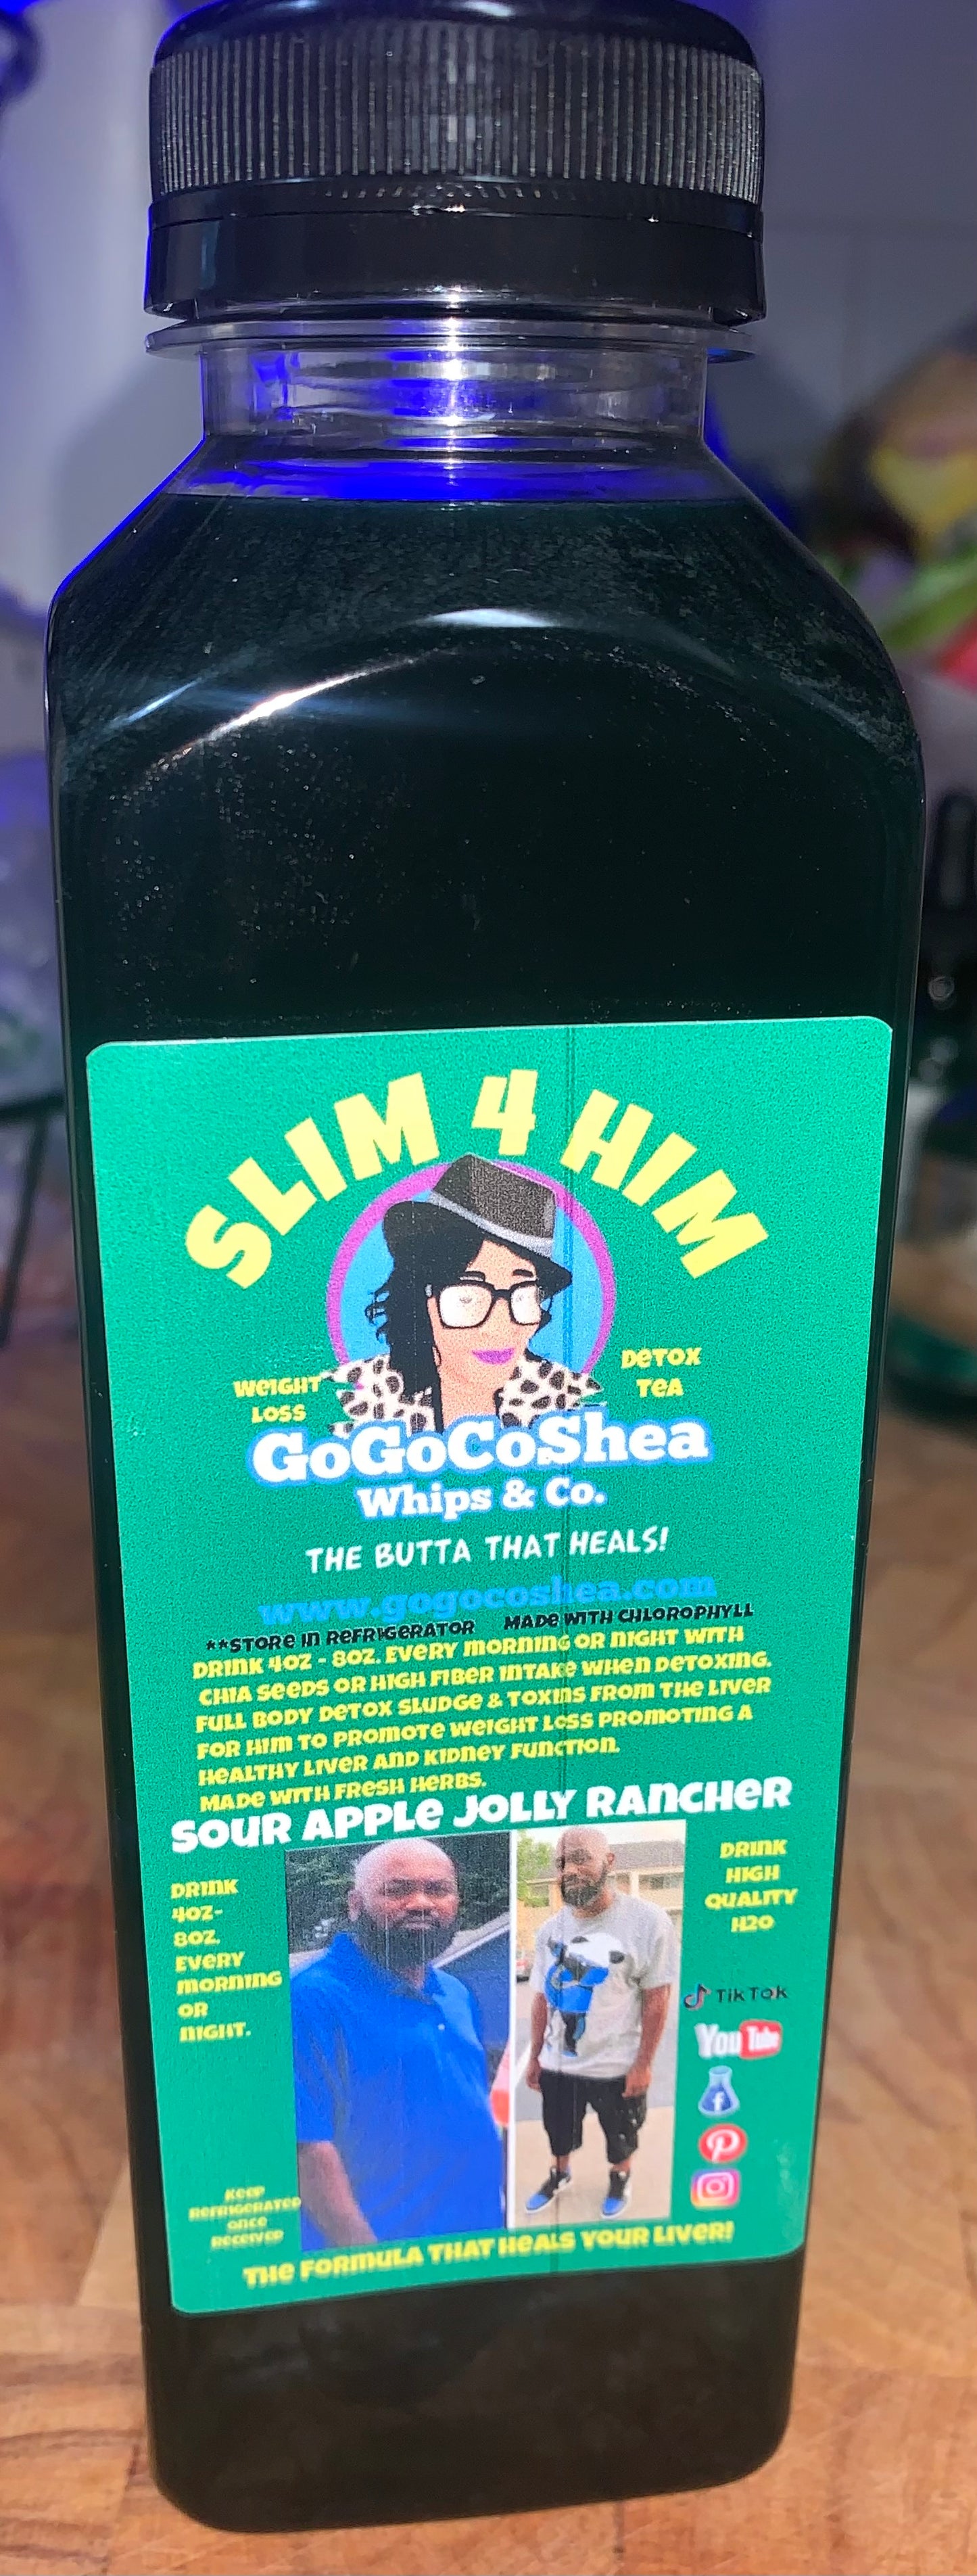 SLIM 4 HIM
WEIGHT
LOSS
DETOX
TEA
GoGoCoShea
Whips & Co.
THE BUTTA THAT HEALS!
www.gogocoshea.com
**STORE IN REFRIGERATOR MADE WITH CHLOROPHYLL
DRINK 4OZ - 8OZ. EVERY MORNING OR NIGHT WITH
CHIA SEEDS OR HIGH FIBER INTAKE WHEN DETOXING.
FULL BODY DETOX SLUDGE & TOXINS FROM THE LIVER
FOR HIM TO PROMOTE WEIGHT LOSS PROMOTING A
HEALTHY LIVER AND KIDNEY FUNCTION.
MADE WITH FRESH HERBS.
SOUR APPLE JOLLY RANCHER
DRINK
4OZ-
8OZ.
EVERY
MORNING
OR
NIGHT.
KEEP
REFRIGERATED
ONCE
RECEIVED
DRINK
HIGH
QUALITY
H2O
TikTok
YouTube
THE FORMULA THAT HEALS YOUR LIVER!